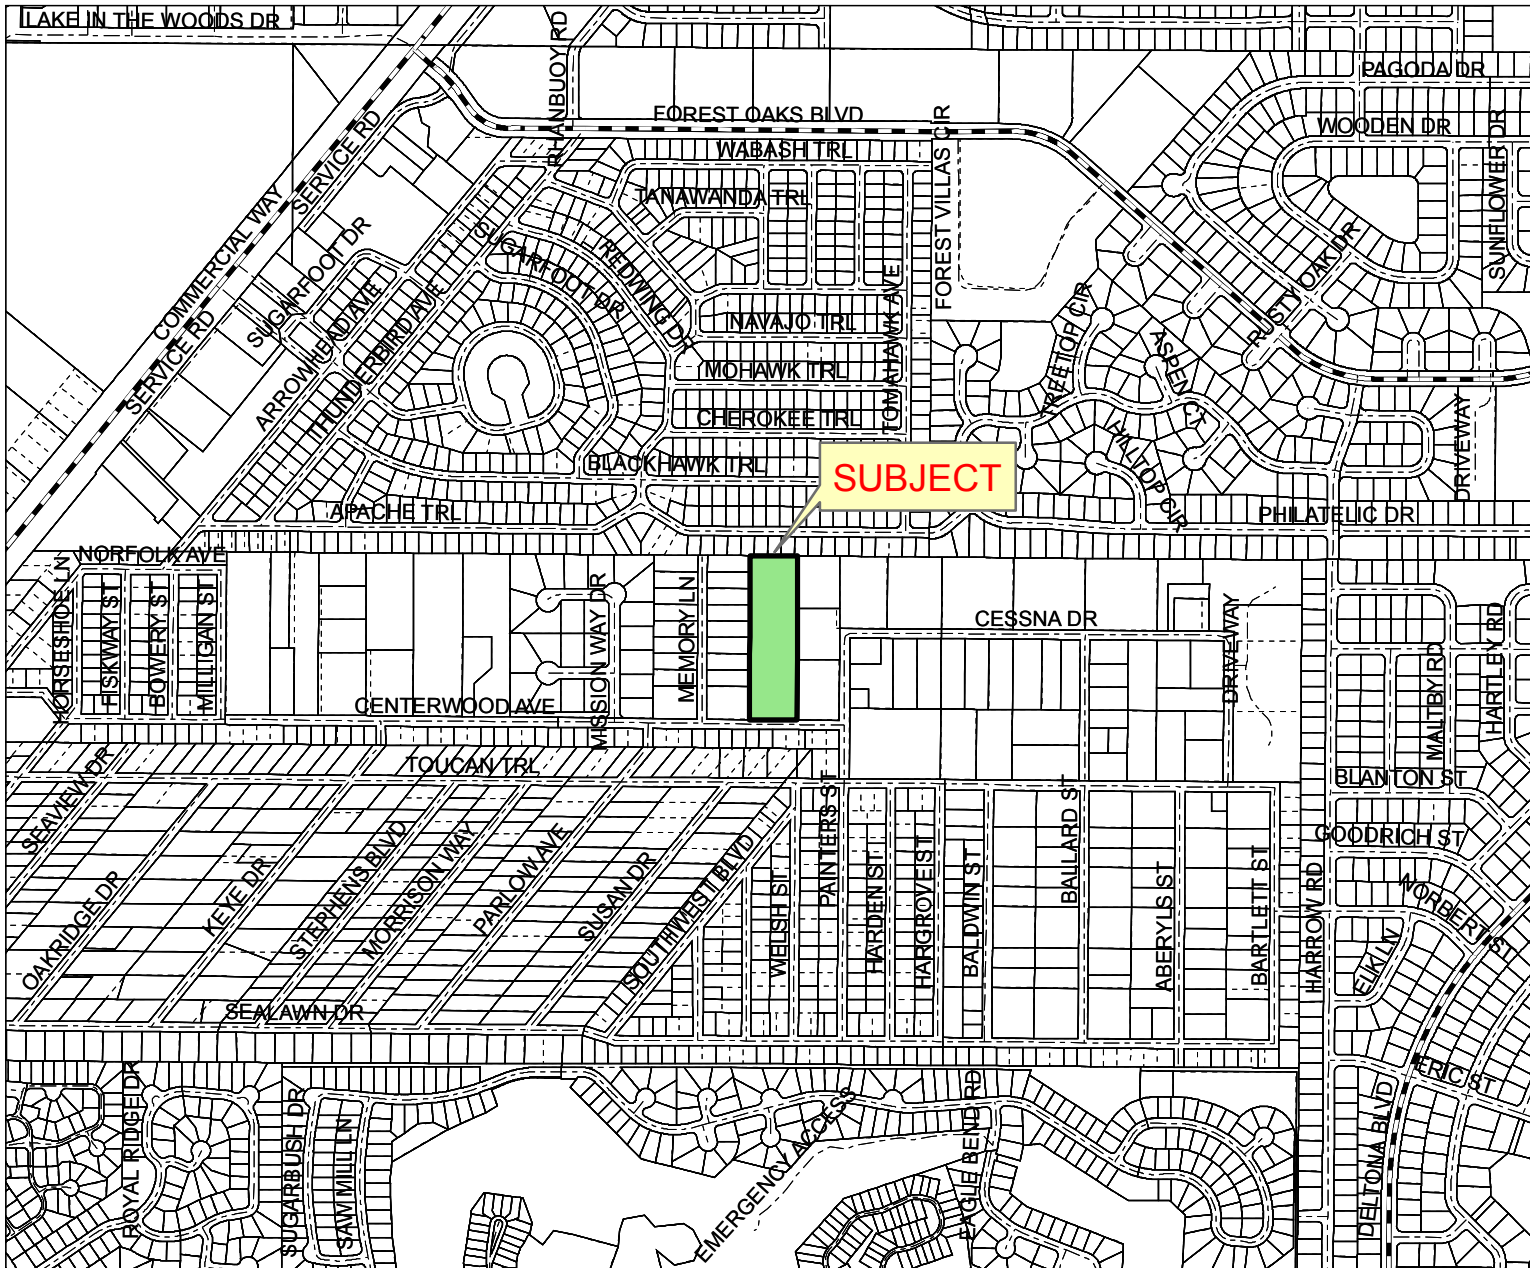 LAKE IN THE WOODS DR
RHANBUOY RD
PAGODA DR
FOREST OAKS BLVD
WOODEN DR
SERVICE RD
WABASH TRL
FOREST VILLAS CIR
SUNFLOWER DR
TANAWANDA TRL
COMMERCIAL WAY
SUGARFOOT DR
SUGARFOOT DR
REDWING DR
RUSTY OAK DR
SERVICE RD
ARROWHEAD AVE
THUNDERBIRD AVE
NAVAJO TRL
TOMAHAWK AVE
TREETOP CIR
ASPEN CT
MOHAWK TRL
CHEROKEE TRL
DRIVEWAY
HILLTOP CIR
BLACKHAWK TRL
SUBJECT
APACHE TRL
PHILATELIC DR
NORFOLK AVE
HORSESHOE LN
FISKWAY ST
BOWERY ST
MILLIGAN ST
MISSION WAY DR
MEMORY LN
CESSNA DR
DRIVEWAY
MALTBY RD
HARTLEY RD
CENTERWOOD AVE
TOUCAN TRL
BLANTON ST
SEAVIEW DR
GOODRICH ST
OAKRIDGE DR
KEYE DR
STEPHENS BLVD
MORRISON WAY
PARLOW AVE
SUSAN DR
SOUTHWEST BLVD
WELSH ST
PAINTERS ST
HARDEN ST
HARGROVE ST
BALDWIN ST
BALLARD ST
ABERYLS ST
BARTLETT ST
HARROW RD
NORBERT ST
ELK LN
SEALAWN DR
ERIC ST
ROYAL RIDGE DR
SUGARBUSH DR
SAW MILL LN
EMERGENCY ACCESS
EAGLE BEND RD
DELTONA BLVD